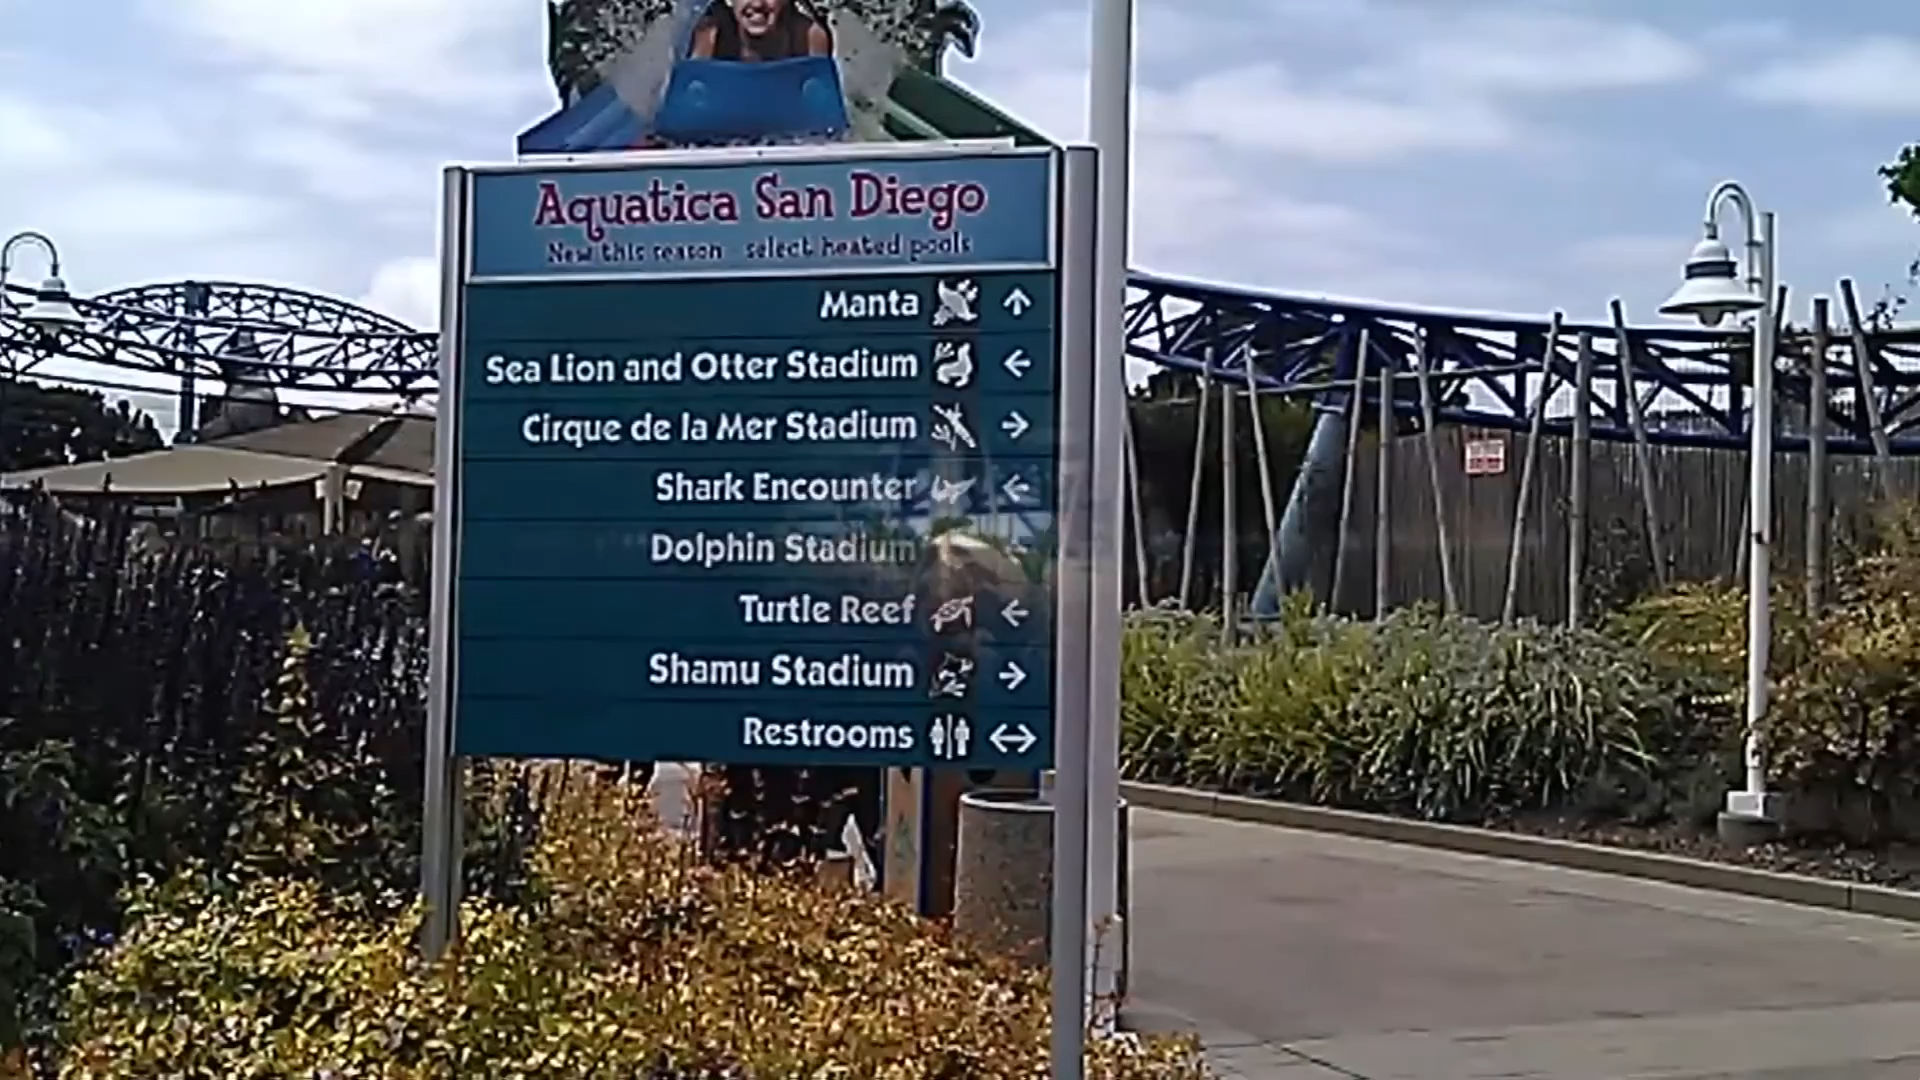 Aquatica San Diego
New this season select heated pools
Manta ↑
Sea Lion and Otter Stadium ←
Cirque de la Mer Stadium →
Shark Encounter ←
Dolphin Stadium
Turtle Reef ←
Shamu Stadium →
Restrooms ↔